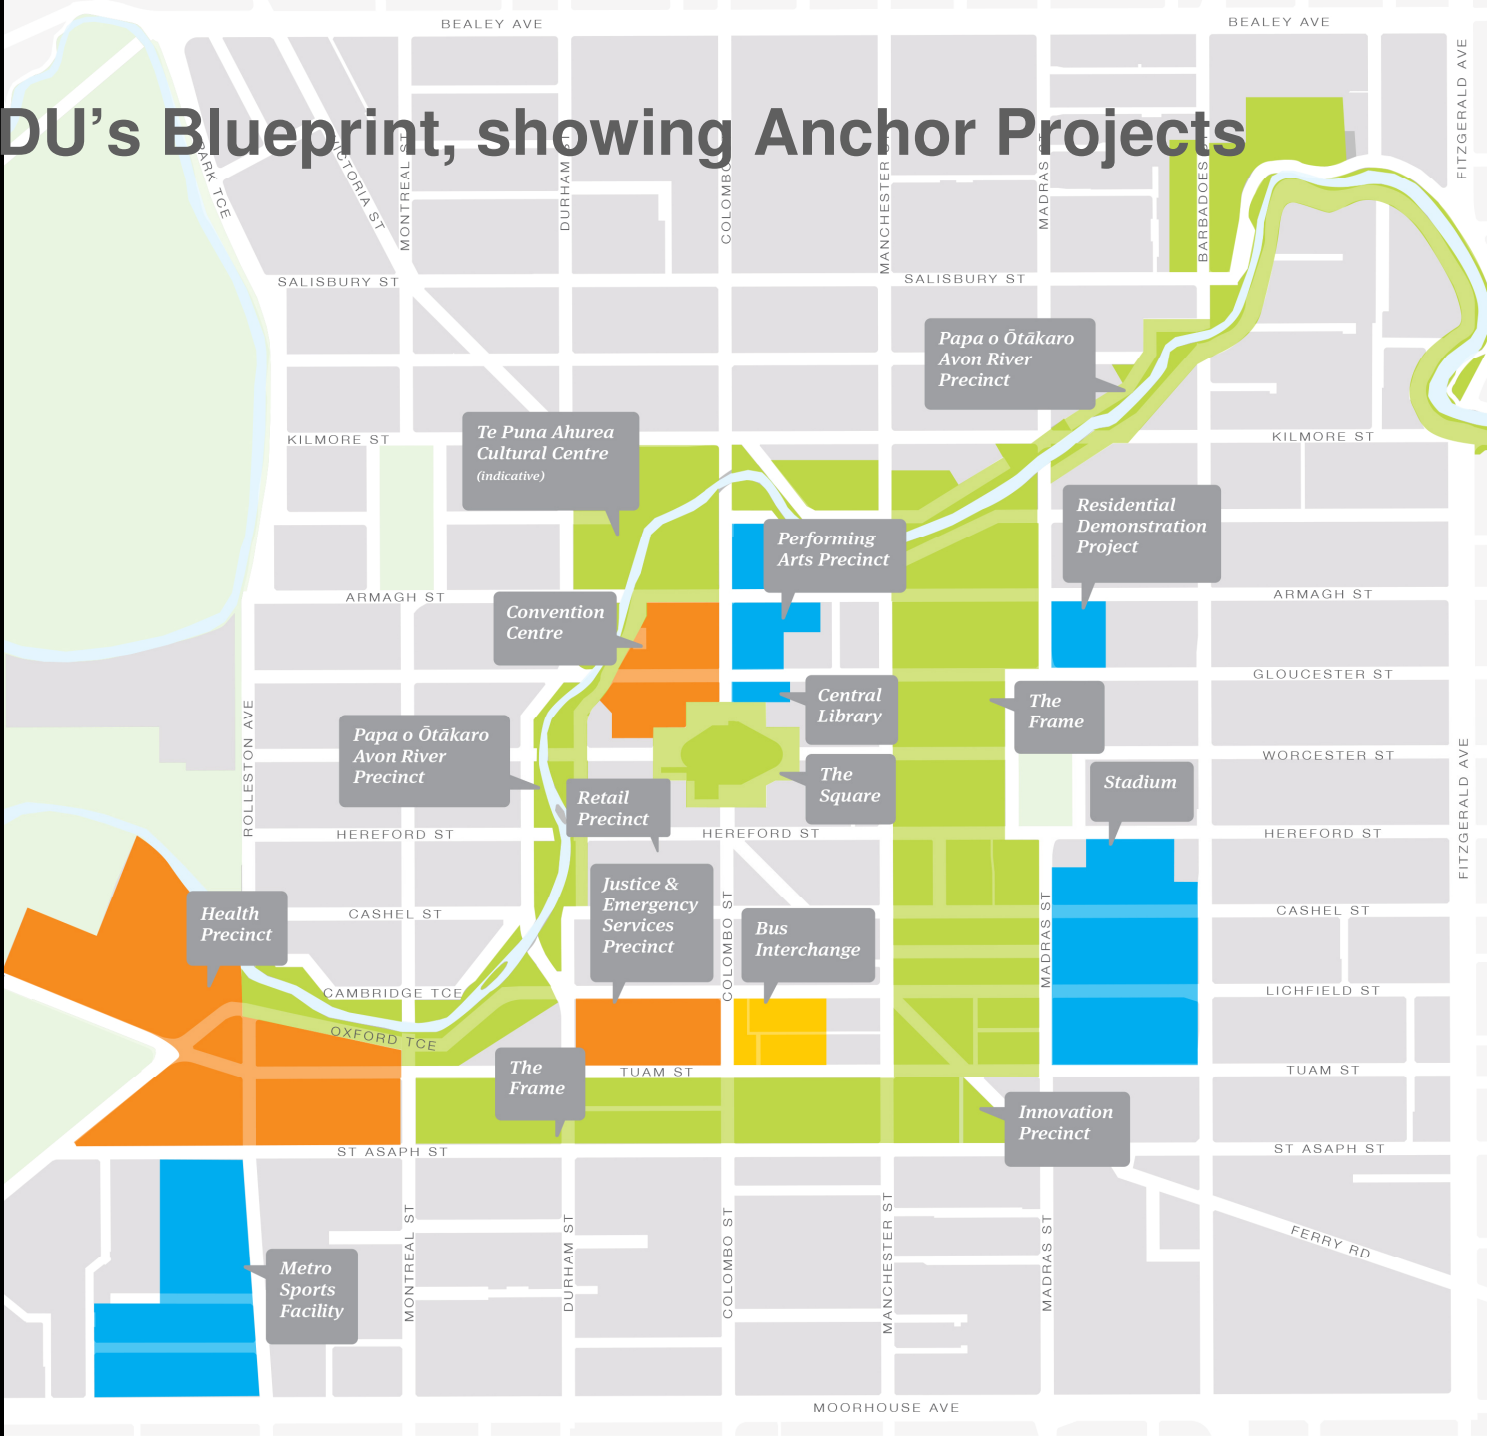 BEALEY AVE
BEALEY AVE
FITZGERALD AVE
DU’s Blueprint, showing Anchor Projects
PARK TCE
VICTORIA ST
MONTREAL ST
DURHAM ST
COLOMBO
MANCHESTER ST
MADRAS ST
BARBADOES ST
SALISBURY ST
SALISBURY ST
Papa o Ōtākaro
Avon River
Precinct
Te Puna Ahurea
Cultural Centre
(indicative)
KILMORE ST
KILMORE ST
Residential
Demonstration
Project
Performing
Arts Precinct
ARMAGH ST
ARMAGH ST
Convention
Centre
GLOUCESTER ST
Central
Library
The
Frame
ROLLESTON AVE
Papa o Ōtākaro
Avon River
Precinct
WORCESTER ST
FITZGERALD AVE
The
Square
Stadium
Retail
Precinct
HEREFORD ST
HEREFORD ST
HEREFORD ST
Justice &
Emergency
Services
Precinct
Health
Precinct
CASHEL ST
CASHEL ST
COLOMBO ST
Bus
Interchange
MADRAS ST
CAMBRIDGE TCE
LICHFIELD ST
OXFORD TCE
The
Frame
TUAM ST
TUAM ST
Innovation
Precinct
ST ASAPH ST
ST ASAPH ST
MONTREAL ST
DURHAM ST
COLOMBO ST
MANCHESTER ST
MADRAS ST
FERRY RD
Metro
Sports
Facility
MOORHOUSE AVE